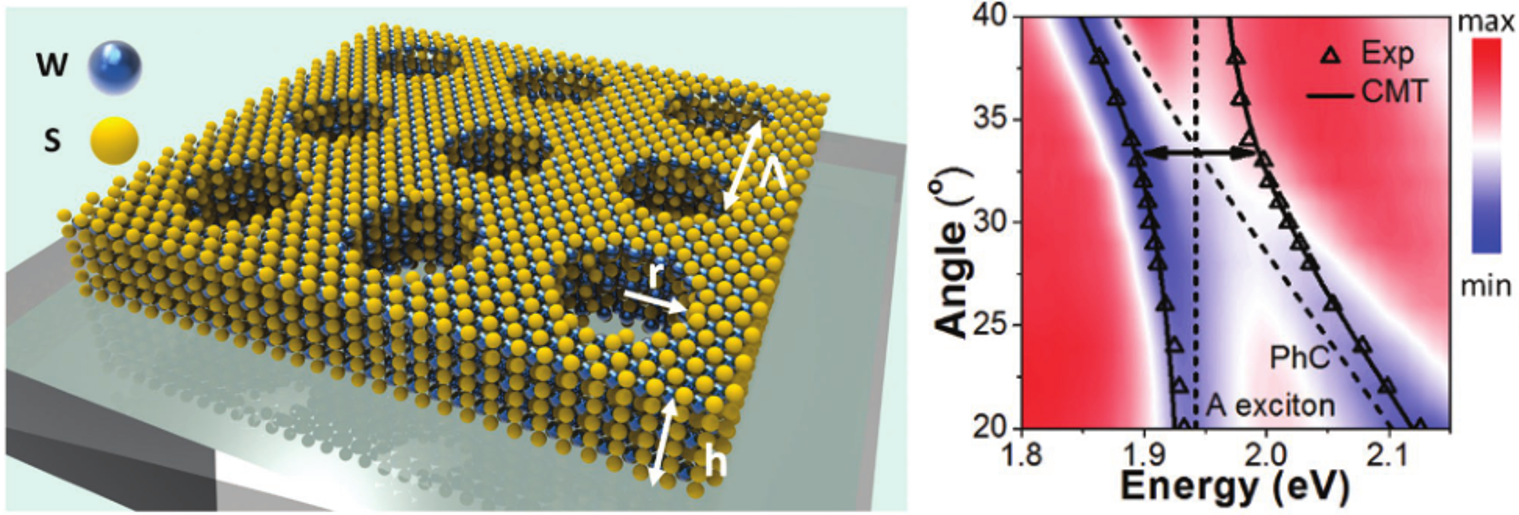 W
S
Λ
r
h
40
35
30
25
20
Angle (°)
Exp
CMT
PhC
A exciton
1.8 1.9 2.0 2.1
Energy (eV)
max
min